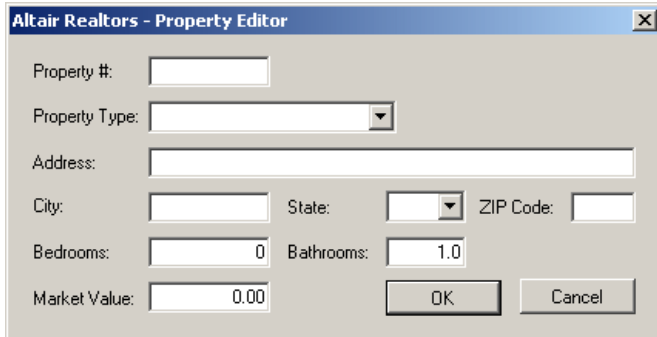 Altair Realtors - Property Editor
Property #:
Property Type:
Address:
City: State: ZIP Code:
Bedrooms: 0 Bathrooms: 1.0
Market Value: 0.00 OK Cancel